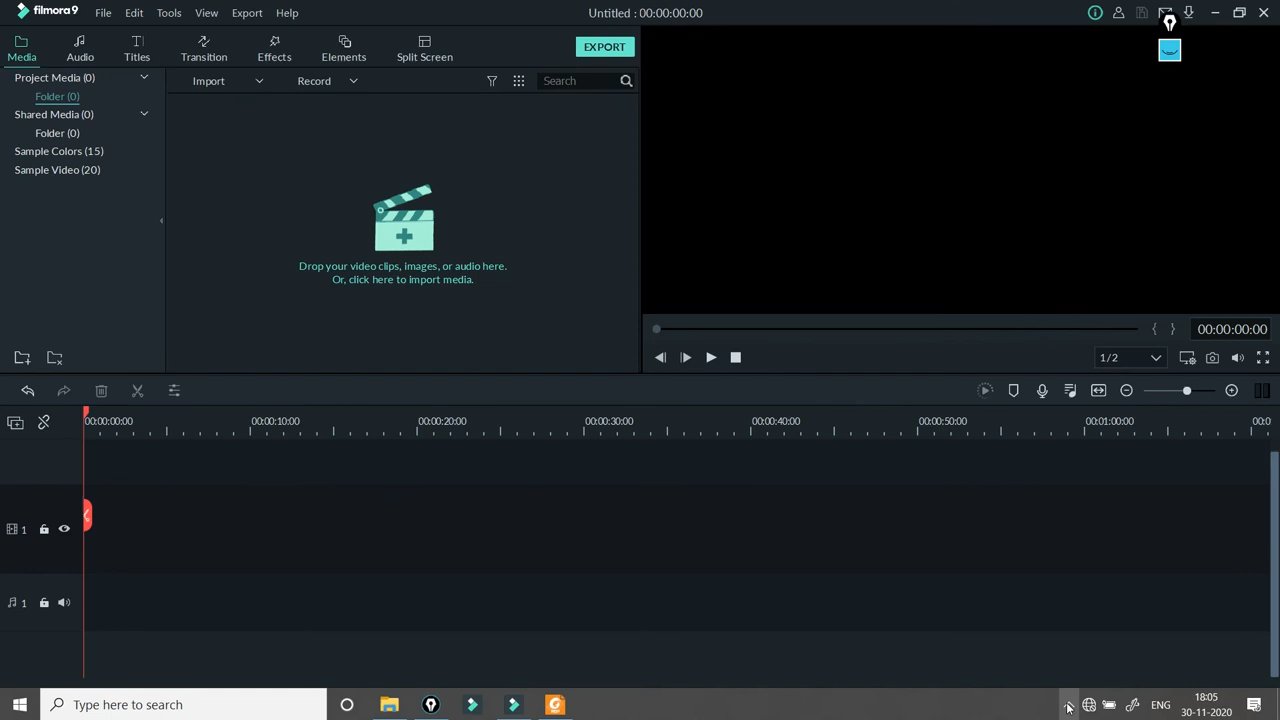 filmora 9 File Edit Tools View Export Help Untitled : 00:00:00:00
Media Audio Titles Transition Effects Elements Split Screen EXPORT
Project Media (0) Import Record Search
Folder (0)
Shared Media (0)
Folder (0)
Sample Colors (15)
Sample Video (20)
Drop your video clips, images, or audio here.
Or, click here to import media.
{ } 00:00:00:00
1/2
00:00:00:00 00:00:10:00 00:00:20:00 00:00:30:00 00:00:40:00 00:00:50:00 00:01:00:00 00:0
1
1
Type here to search ENG 18:05
30-11-2020